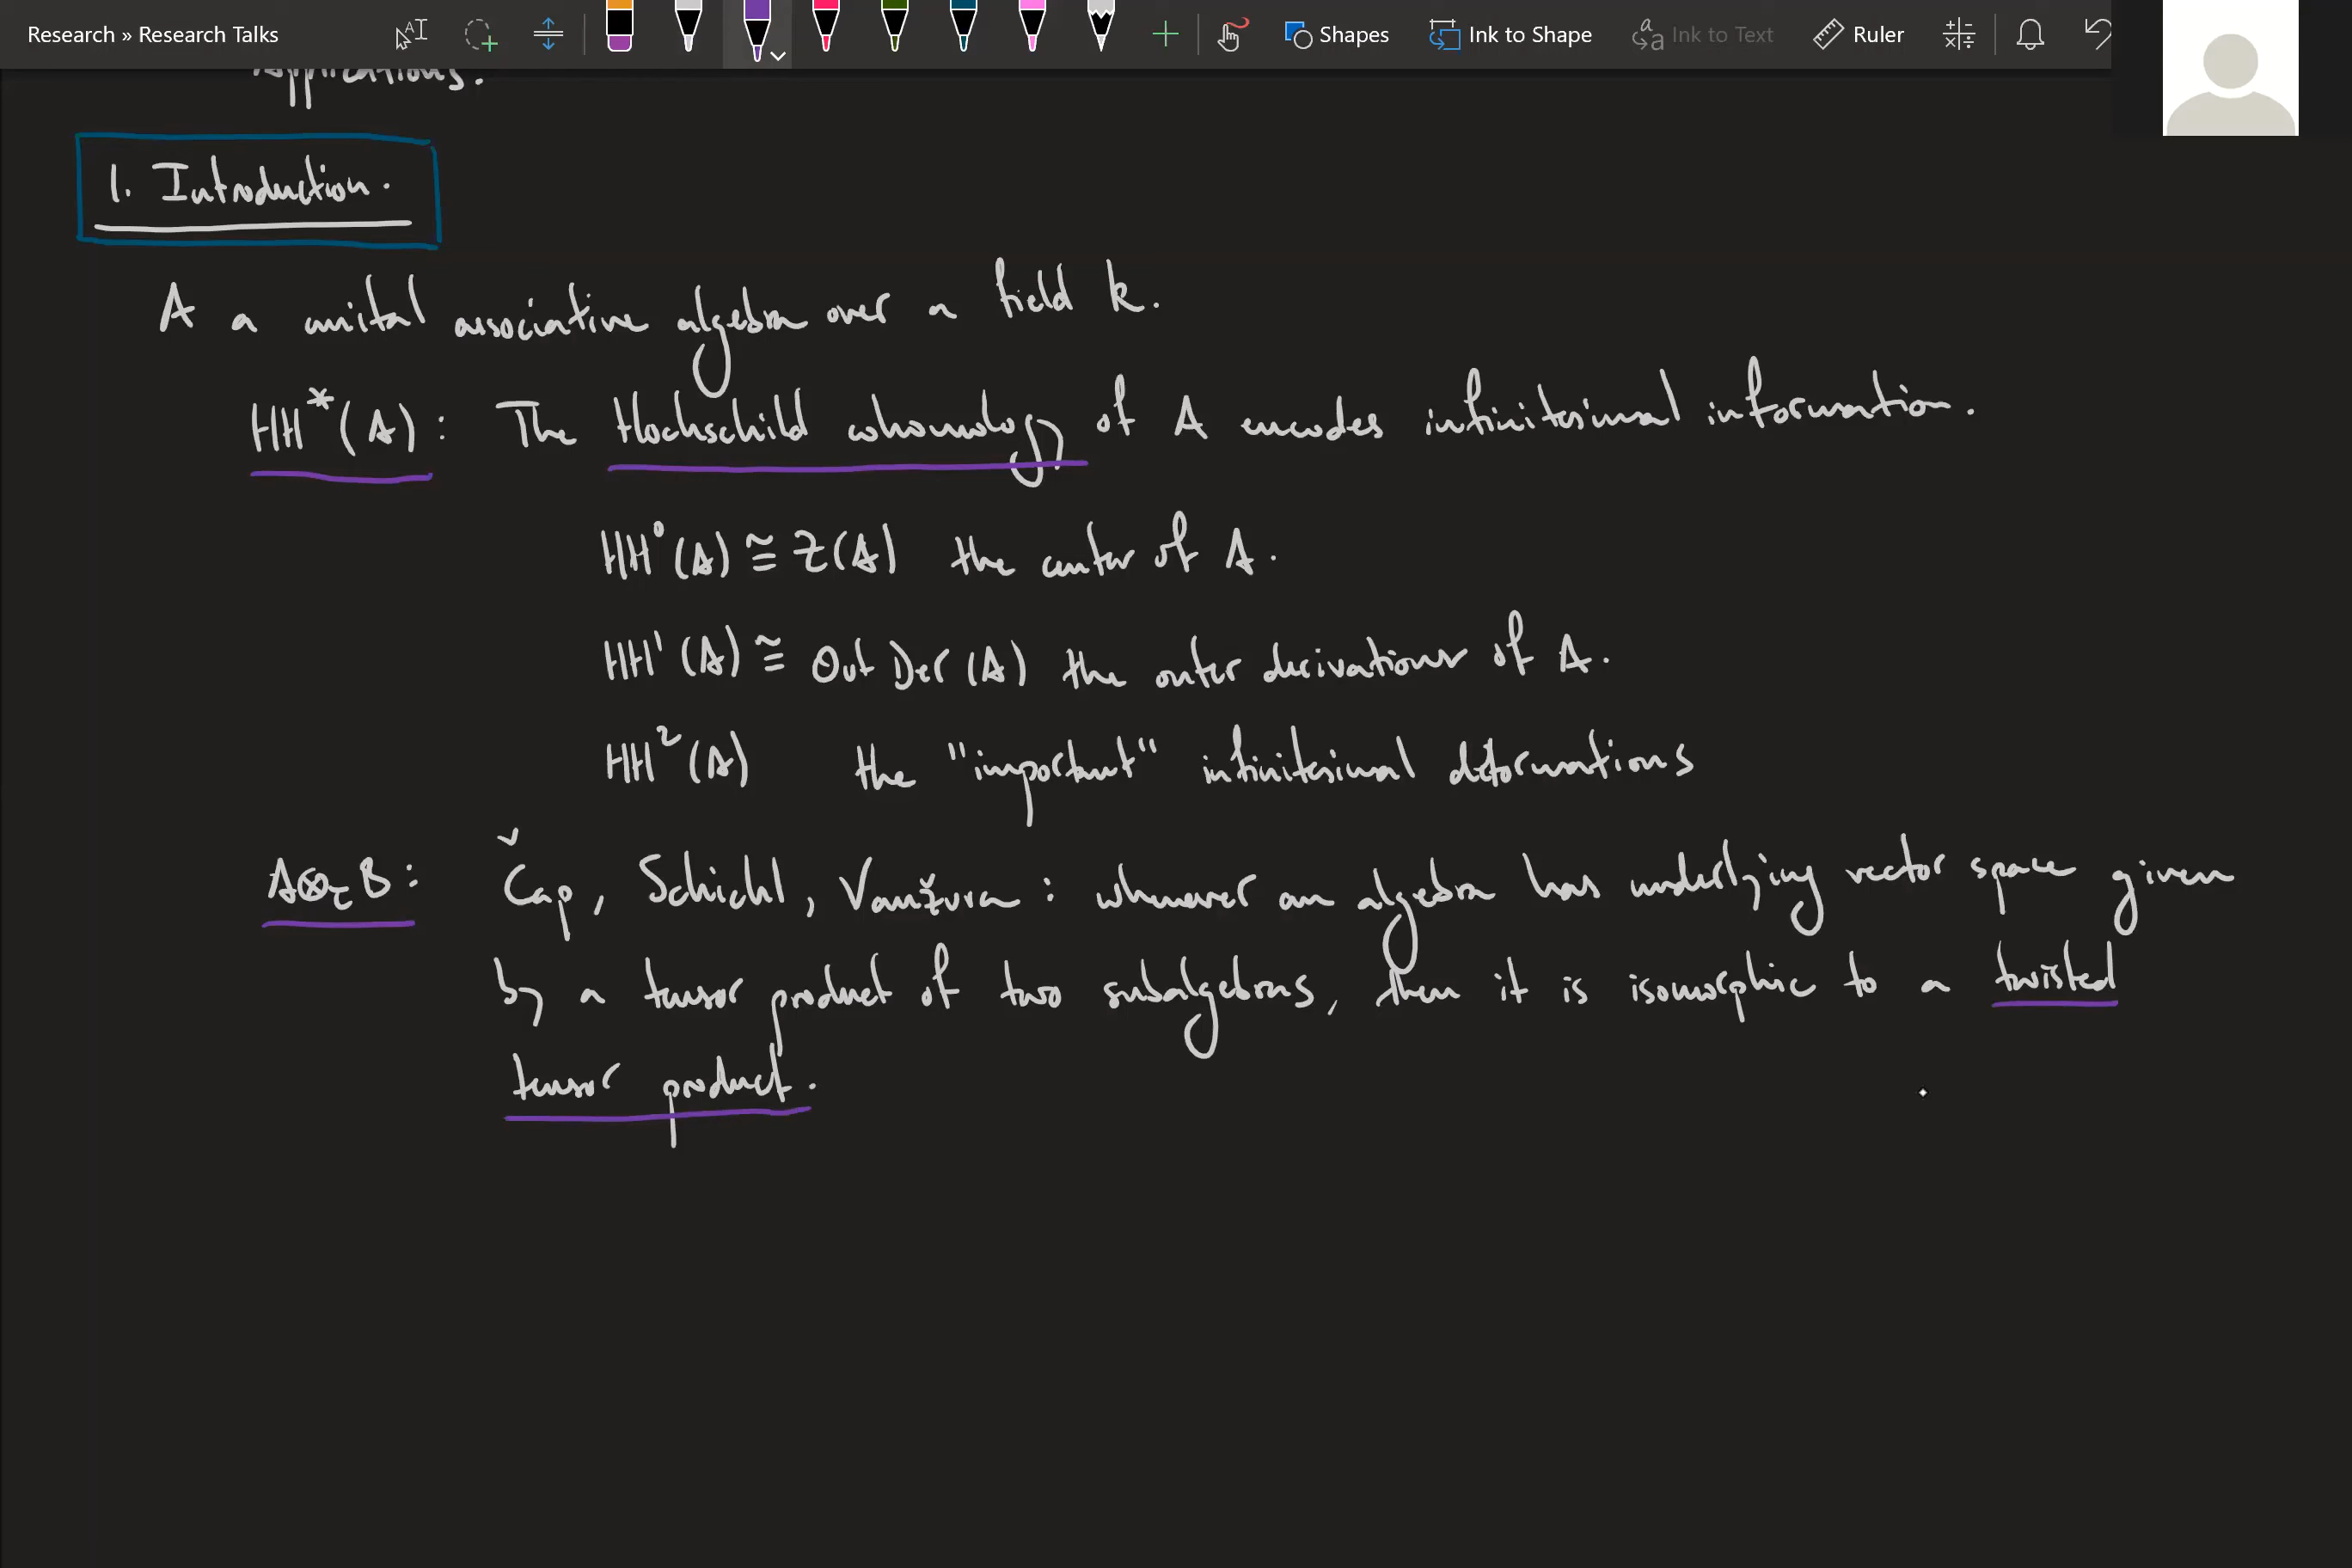 Research » Research Talks
Shapes
Ink to Shape
Ink to Text
Ruler
Applications.
1. Introduction.
A a unital associative algebra over a field k.
HH*(A): The Hochschild cohomology of A encodes infinitesimal information.
HH⁰(A) ≅ Z(A) the center of A.
HH¹(A) ≅ Out Der(A) the outer derivations of A.
HH²(A) the "important" infinitesimal deformations
A⊗_τ B: Čap, Schichl, Vanžura: whenever an algebra has underlying vector space given
by a tensor product of two subalgebras, then it is isomorphic to a twisted
tensor product.